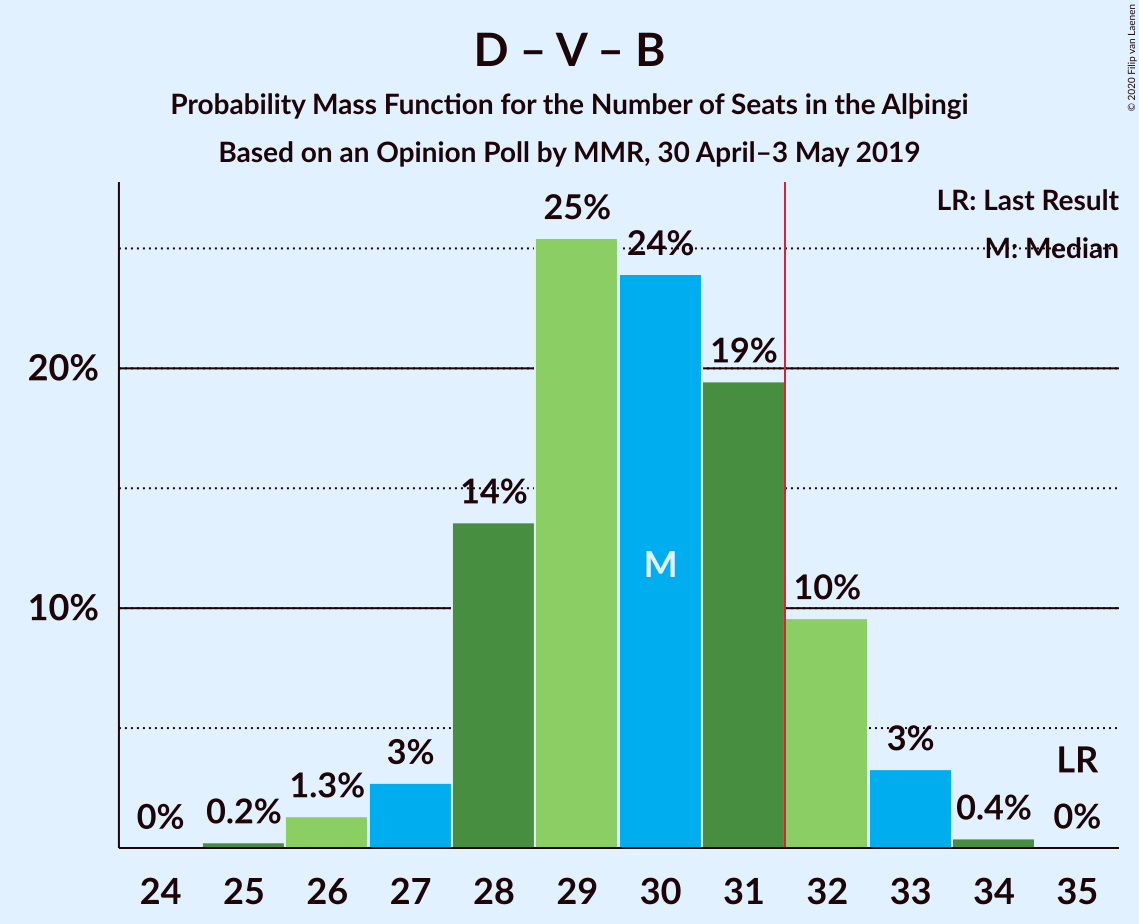 D – V – B
Probability Mass Function for the Number of Seats in the Alþingi
Based on an Opinion Poll by MMR, 30 April–3 May 2019
© 2020 Filip van Laenen
LR: Last Result
M: Median
25%
24%
20%
19%
14%
M
10%
10%
3%
3%
LR
1.3%
0%
0.2%
0.4%
0%
24 25 26 27 28 29 30 31 32 33 34 35